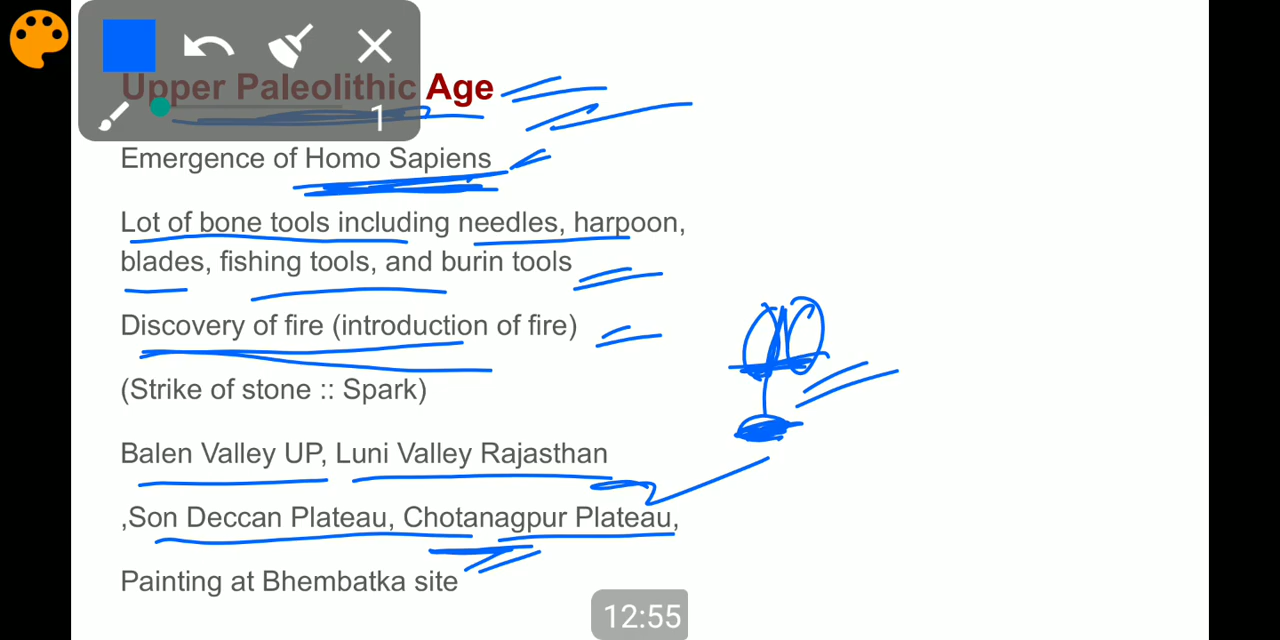 Upper Paleolithic Age
1
Emergence of Homo Sapiens
Lot of bone tools including needles, harpoon,
blades, fishing tools, and burin tools
Discovery of fire (introduction of fire)
(Strike of stone :: Spark)
Balen Valley UP, Luni Valley Rajasthan
,Son Deccan Plateau, Chotanagpur Plateau,
Painting at Bhembatka site
12:55